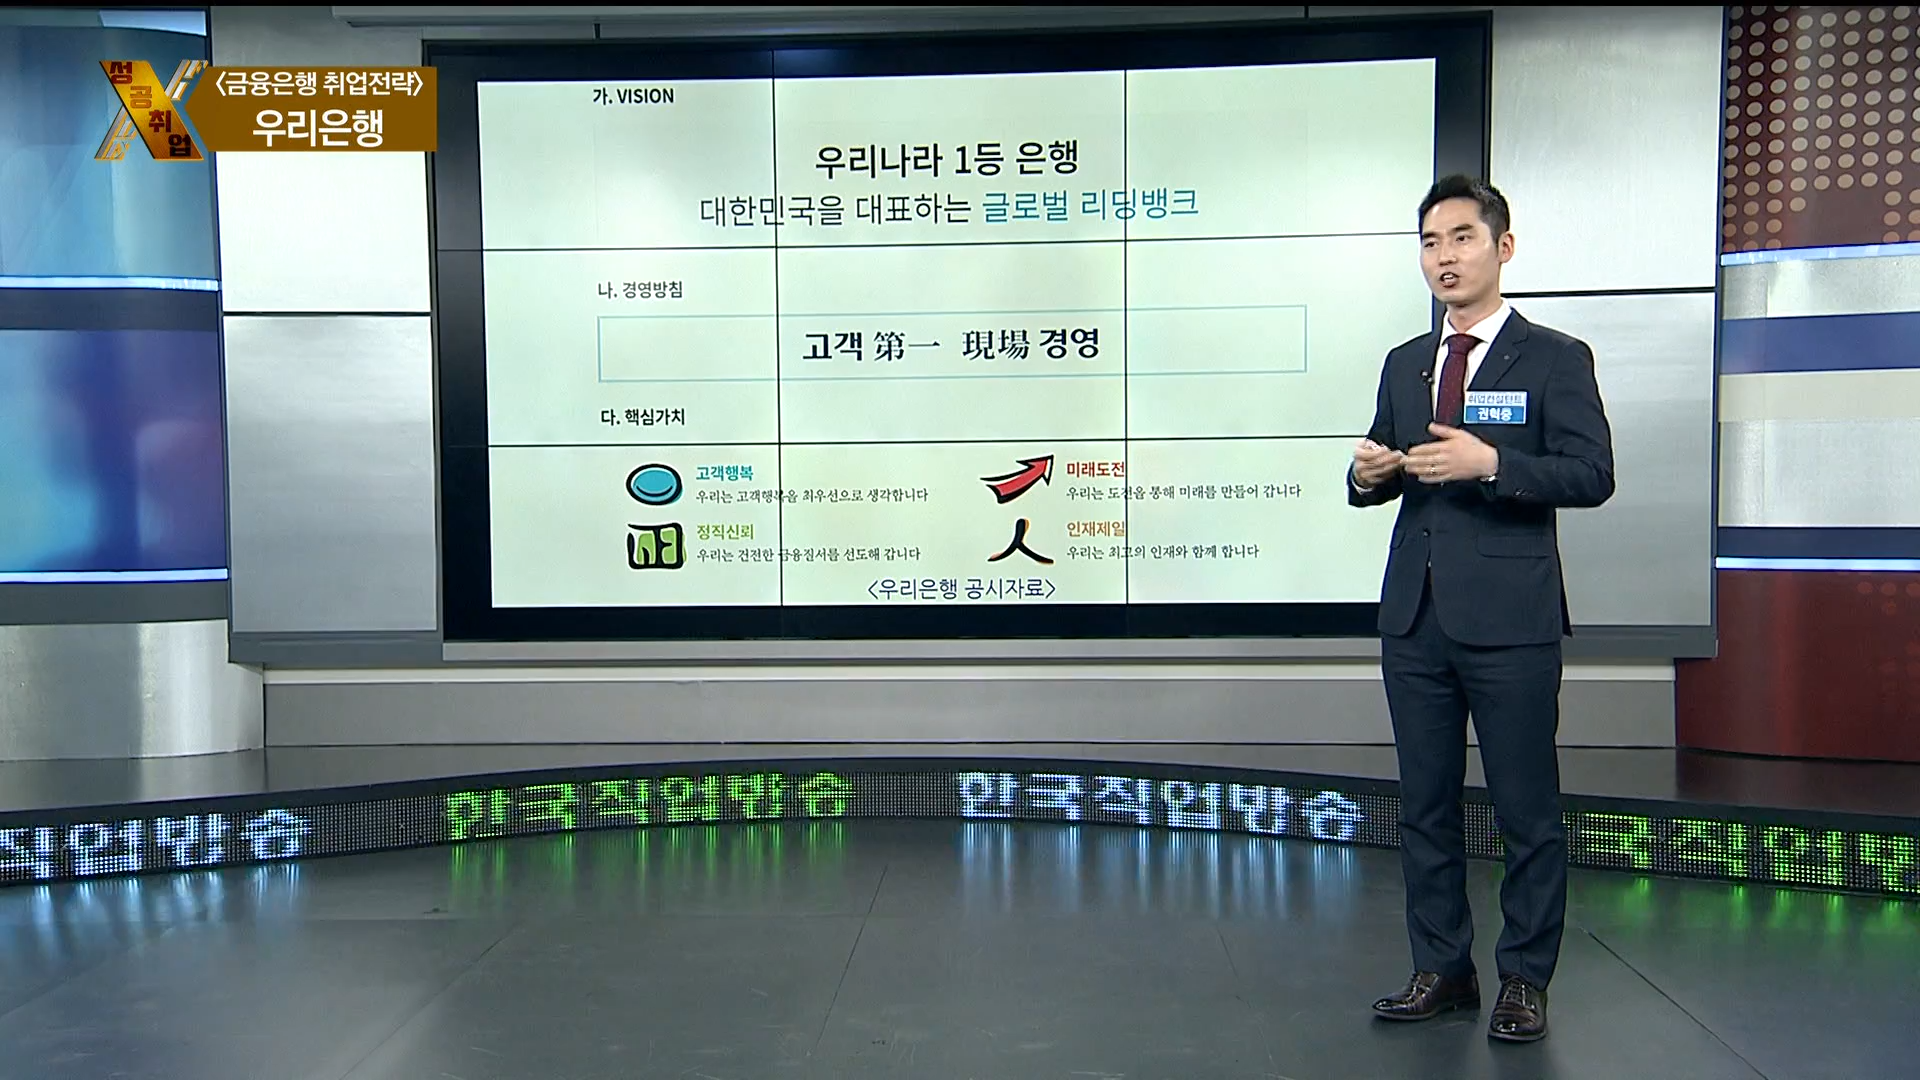 성공취업
<금융은행 취업전략>
우리은행
가. VISION
우리나라 1등 은행
대한민국을 대표하는 글로벌 리딩뱅크
나. 경영방침
고객 第一 現場 경영
다. 핵심가치
고객행복
우리는 고객행복을 최우선으로 생각합니다
미래도전
우리는 도전을 통해 미래를 만들어 갑니다
정직신뢰
우리는 건전한 금융질서를 선도해 갑니다
인재제일
우리는 최고의 인재와 함께 합니다
<우리은행 공시자료>
취업컨설턴트
권혁중
직업방송
한국직업방송
한국직업방송
국직업방